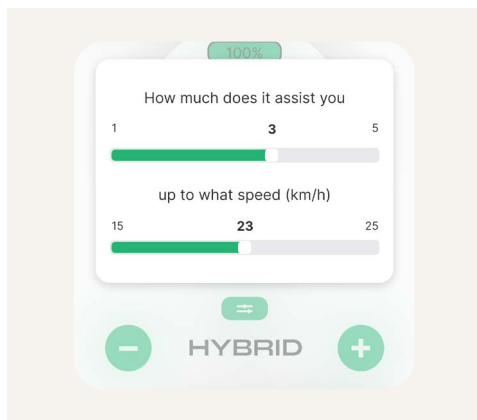 100%
How much does it assist you
1 3 5
up to what speed (km/h)
15 23 25
HYBRID